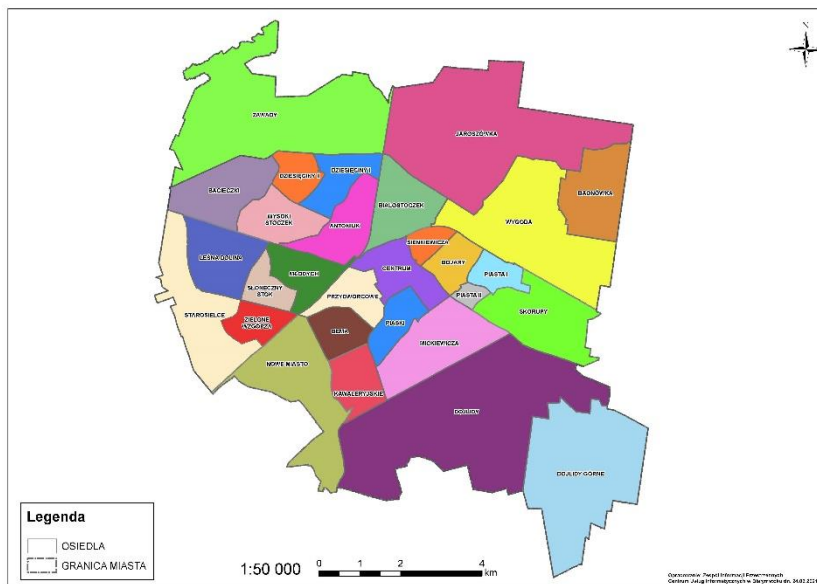 ZAWADY
JAROSZÓWKA
DZIESIĘCINY I
DZIESIĘCINY II
BACIECZKI
BAGNÓWKA
BIAŁOSTOCZEK
WYSOKI
STOCZEK
ANTONIUK
WYGODA
SIENKIEWICZA
LEŚNA DOLINA
BOJARY
CENTRUM
PIASTA I
MŁODYCH
SŁONECZNY
STOK
PIASTA II
PRZYDWORCOWE
STAROSIELCE
SKORUPY
ZIELONE
WZGÓRZA
PIASKI
MICKIEWICZA
NOWE MIASTO
KAWALERYJSKIE
DOJLIDY
DOJLIDY GÓRNE
N
Legenda
OSIEDLA
GRANICA MIASTA
1:50 000
0 1 2 4
km